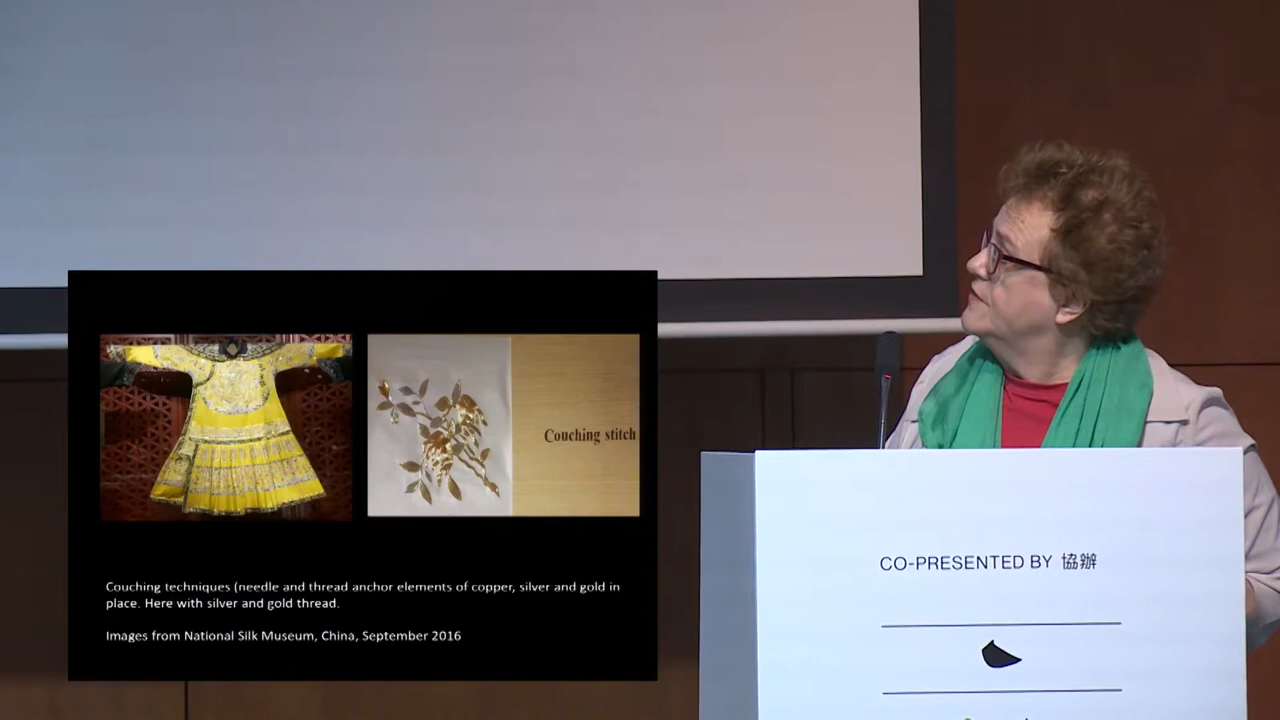 Couching stitch
Couching techniques (needle and thread anchor elements of copper, silver and gold in
place. Here with silver and gold thread.
Images from National Silk Museum, China, September 2016
CO-PRESENTED BY 協辦